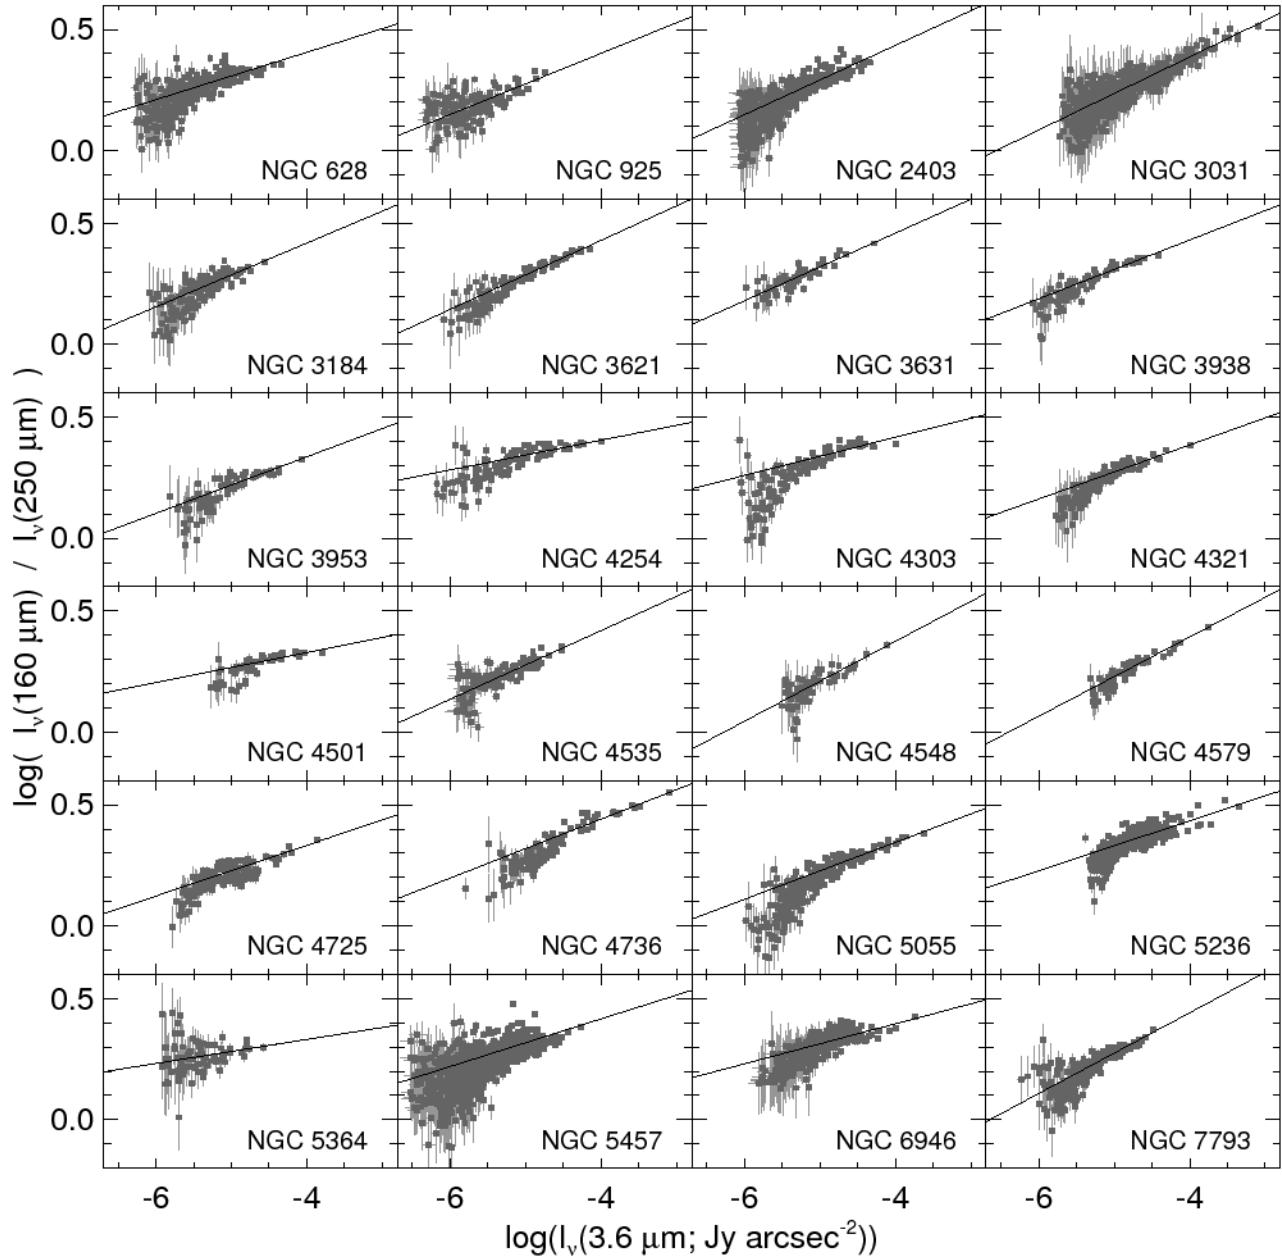 0.5
0.0
NGC 628
NGC 925
NGC 2403
NGC 3031
0.5
0.0
NGC 3184
NGC 3621
NGC 3631
NGC 3938
0.5
0.0
NGC 3953
NGC 4254
NGC 4303
NGC 4321
0.5
0.0
NGC 4501
NGC 4535
NGC 4548
NGC 4579
0.5
0.0
NGC 4725
NGC 4736
NGC 5055
NGC 5236
0.5
0.0
NGC 5364
NGC 5457
NGC 6946
NGC 7793
-6 -4 -6 -4 -6 -4 -6 -4
log(Iν(3.6 μm; Jy arcsec⁻²))
log( Iν(160 μm) / Iν(250 μm) )